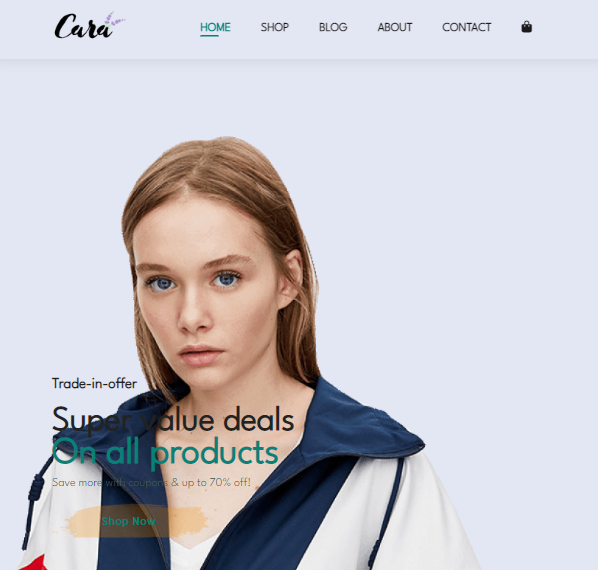 Cara
HOME SHOP BLOG ABOUT CONTACT
Trade-in-offer
Super value deals
On all products
Save more with coupons & up to 70% off!
Shop Now